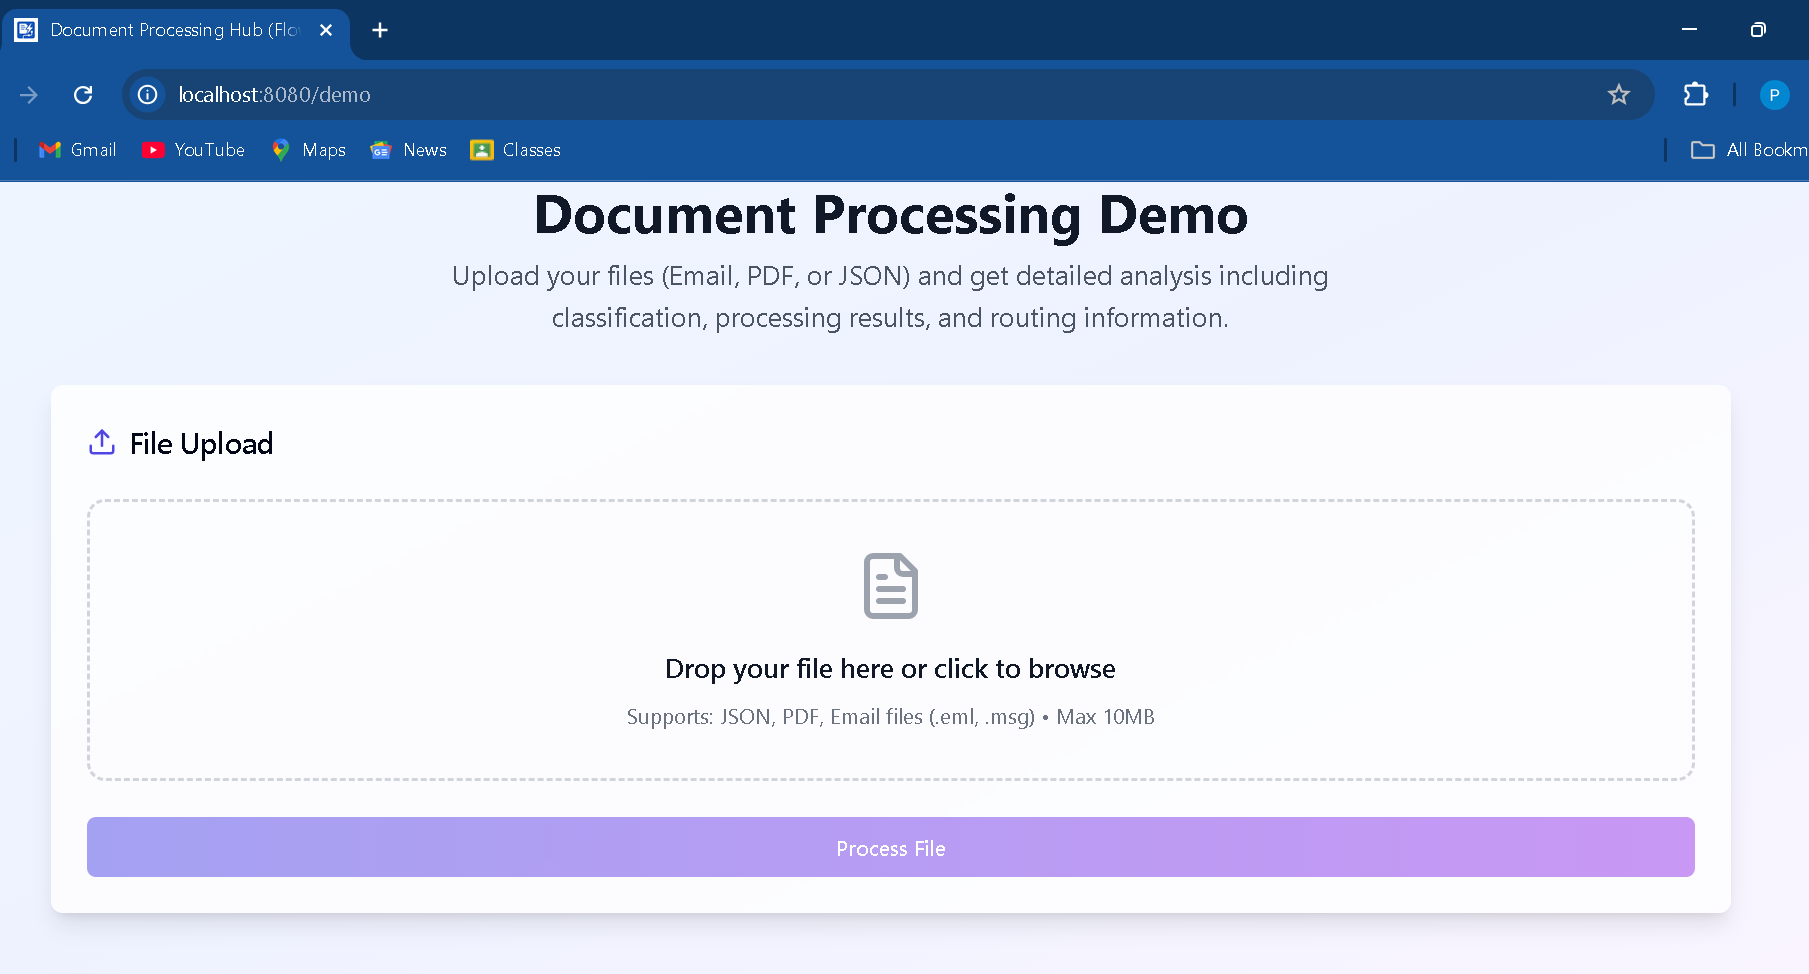 Document Processing Hub (Flo
localhost:8080/demo
P
Gmail YouTube Maps News Classes All Bookm
Document Processing Demo
Upload your files (Email, PDF, or JSON) and get detailed analysis including
classification, processing results, and routing information.
File Upload
Drop your file here or click to browse
Supports: JSON, PDF, Email files (.eml, .msg) • Max 10MB
Process File